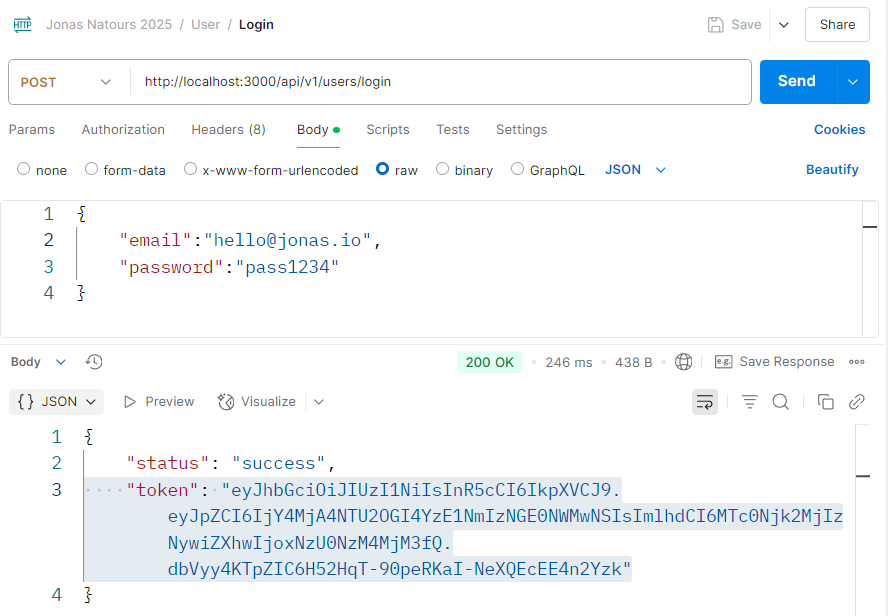 HTTP Jonas Natours 2025 / User / Login Save Share
POST http://localhost:3000/api/v1/users/login Send
Params Authorization Headers (8) Body Scripts Tests Settings Cookies
none form-data x-www-form-urlencoded raw binary GraphQL JSON Beautify
1 {
2 "email":"hello@jonas.io",
3 "password":"pass1234"
4 }
Body 200 OK 246 ms 438 B e.g. Save Response
{} JSON Preview Visualize
1 {
2 "status": "success",
3 "token": "eyJhbGciOiJIUzI1NiIsInR5cCI6IkpXVCJ9.
eyJpZCI6IjY4MjA4NTU2OGI4YzE1NmIzNGE0NWMwNSIsImlhdCI6MTc0Njk2MjIz
NywiZXhwIjoxNzU0NzM4MjM3fQ.
dbVyy4KTpZIC6H52HqT-90peRKaI-NeXQEcEE4n2Yzk"
4 }